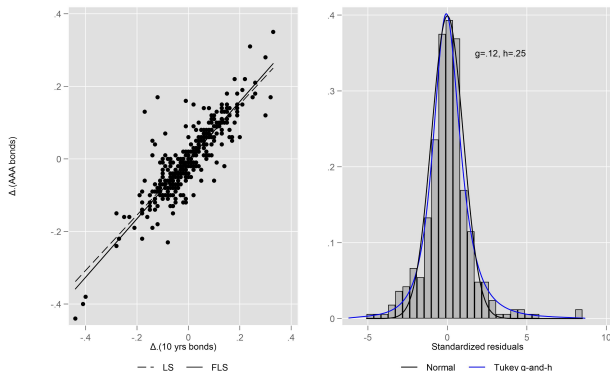 .4
.2
0
-.2
-.4
Δ.(AAA bonds)
-.4
-.2
0
.2
.4
Δ.(10 yrs bonds)
LS
FLS
.4
.3
.2
.1
0
g=.12, h=.25
-5
0
5
10
Standardized residuals
Normal
Tukey g-and-h